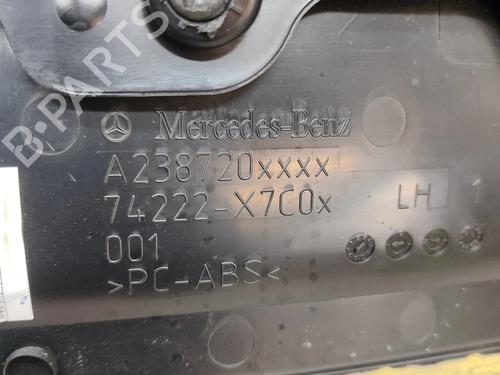 B-PARTS
Mercedes-Benz
A238720xxxx
74222-X7C0x LH
001
>PC-ABS<